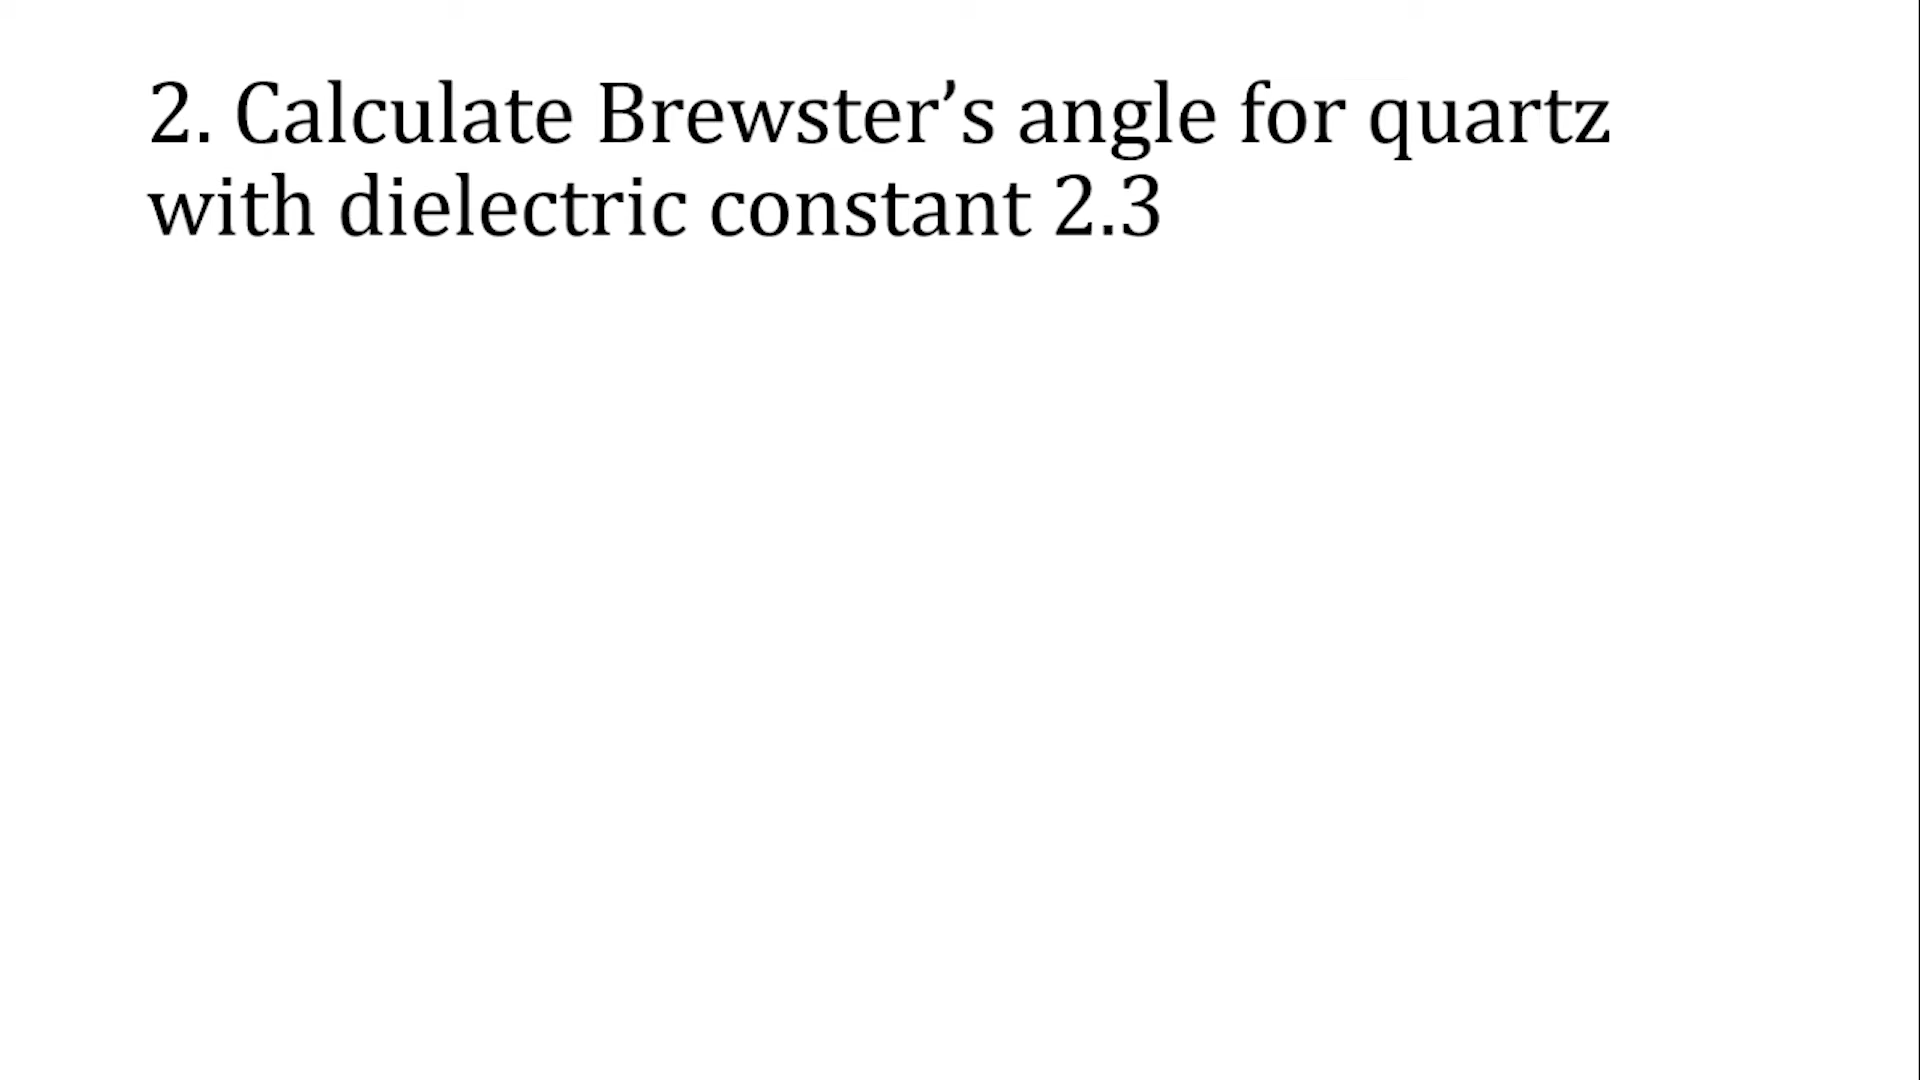 2. Calculate Brewster’s angle for quartz
with dielectric constant 2.3